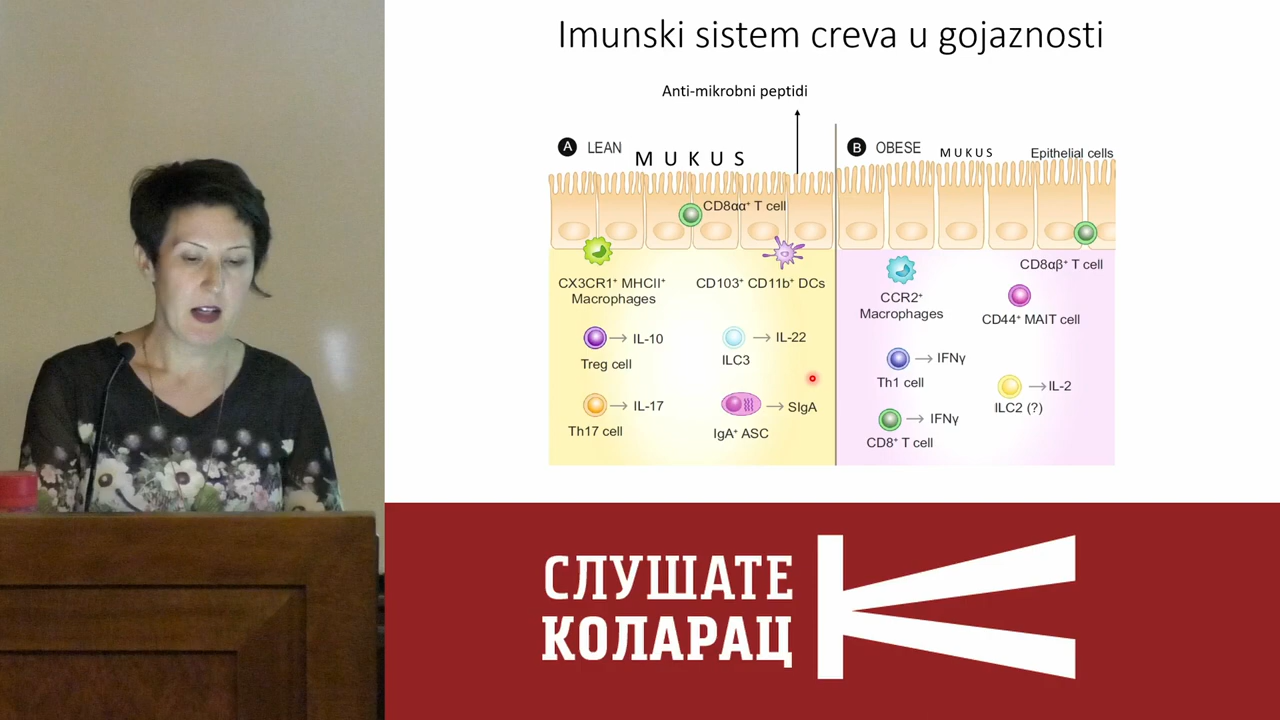 Imunski sistem creva u gojaznosti
Anti-mikrobni peptidi
A LEAN
MUKUS
CD8αα⁺ T cell
CX3CR1⁺ MHCII⁺
Macrophages
CD103⁺ CD11b⁺ DCs
→ IL-10
Treg cell
→ IL-22
ILC3
→ IL-17
Th17 cell
→ SIgA
IgA⁺ ASC
B OBESE
MUKUS
Epithelial cells
CD8αβ⁺ T cell
CCR2⁺
Macrophages
CD44⁺ MAIT cell
→ IFNγ
Th1 cell
→IL-2
ILC2 (?)
→ IFNγ
CD8⁺ T cell
СЛУШАТЕ
КОЛАРАЦ